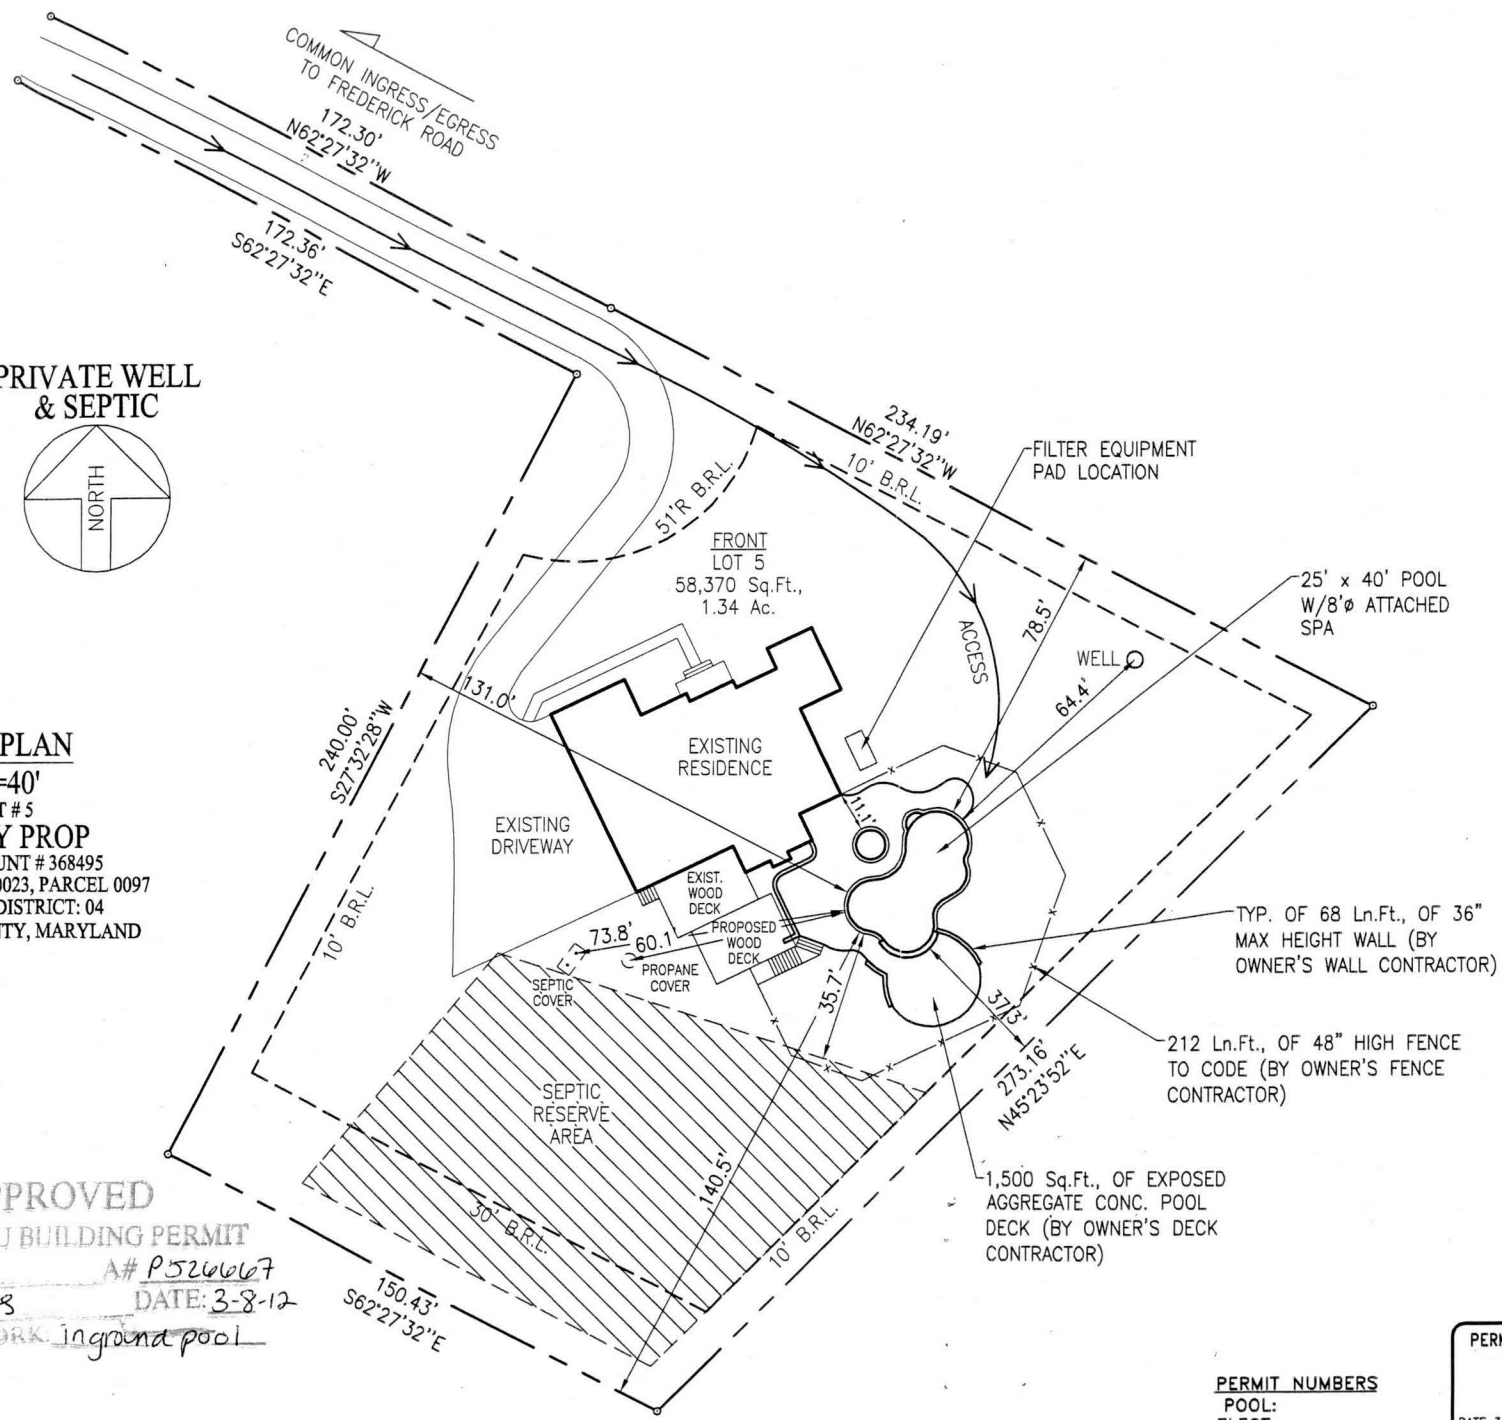 COMMON INGRESS/EGRESS
TO FREDERICK ROAD
172.30'
N62°27'32"W
172.36'
S62°27'32"E
PRIVATE WELL
& SEPTIC
NORTH
234.19'
N62°27'32"W
10' B.R.L.
FILTER EQUIPMENT
PAD LOCATION
51'R B.R.L.
FRONT
LOT 5
58,370 Sq.Ft.,
1.34 Ac.
25' x 40' POOL
W/8'ø ATTACHED
SPA
ACCESS
78.5'
WELL
64.4'
131.0'
240.00'
S27°32'28"W
EXISTING
RESIDENCE
11.1'
PLAN
=40'
T # 5
Y PROP
UNT # 368495
0023, PARCEL 0097
DISTRICT: 04
NTY, MARYLAND
EXISTING
DRIVEWAY
10' B.R.L.
EXIST.
WOOD
DECK
PROPOSED
WOOD
DECK
73.8'
60.1'
SEPTIC
COVER
PROPANE
COVER
35.7'
37.3'
TYP. OF 68 Ln.Ft., OF 36"
MAX HEIGHT WALL (BY
OWNER'S WALL CONTRACTOR)
212 Ln.Ft., OF 48" HIGH FENCE
TO CODE (BY OWNER'S FENCE
CONTRACTOR)
273.16'
N45°23'52"E
SEPTIC
RESERVE
AREA
140.5'
1,500 Sq.Ft., OF EXPOSED
AGGREGATE CONC. POOL
DECK (BY OWNER'S DECK
CONTRACTOR)
30' B.R.L.
10' B.R.L.
PPROVED
U BUILDING PERMIT
A# P526667
DATE: 3-8-12
ORK: inground pool
150.43'
S62°27'32"E
PERMIT NUMBERS
POOL:
PERM